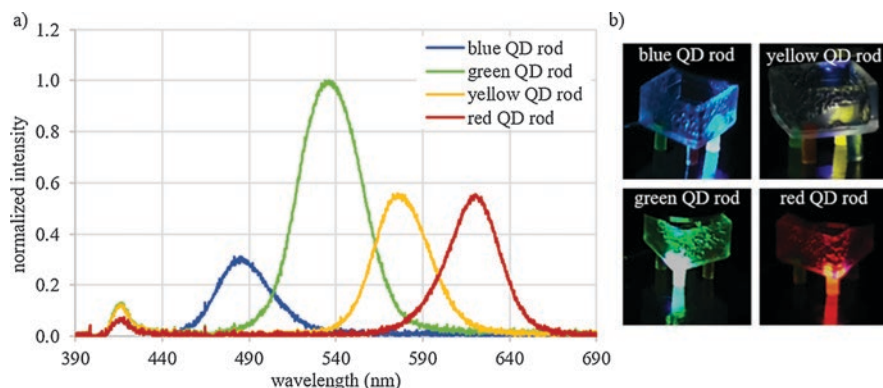 a)
1.2
1.0
0.8
0.6
0.4
0.2
0.0
normalized intensity
blue QD rod
green QD rod
yellow QD rod
red QD rod
390 440 490 540 590 640 690
wavelength (nm)
b)
blue QD rod yellow QD rod
green QD rod red QD rod